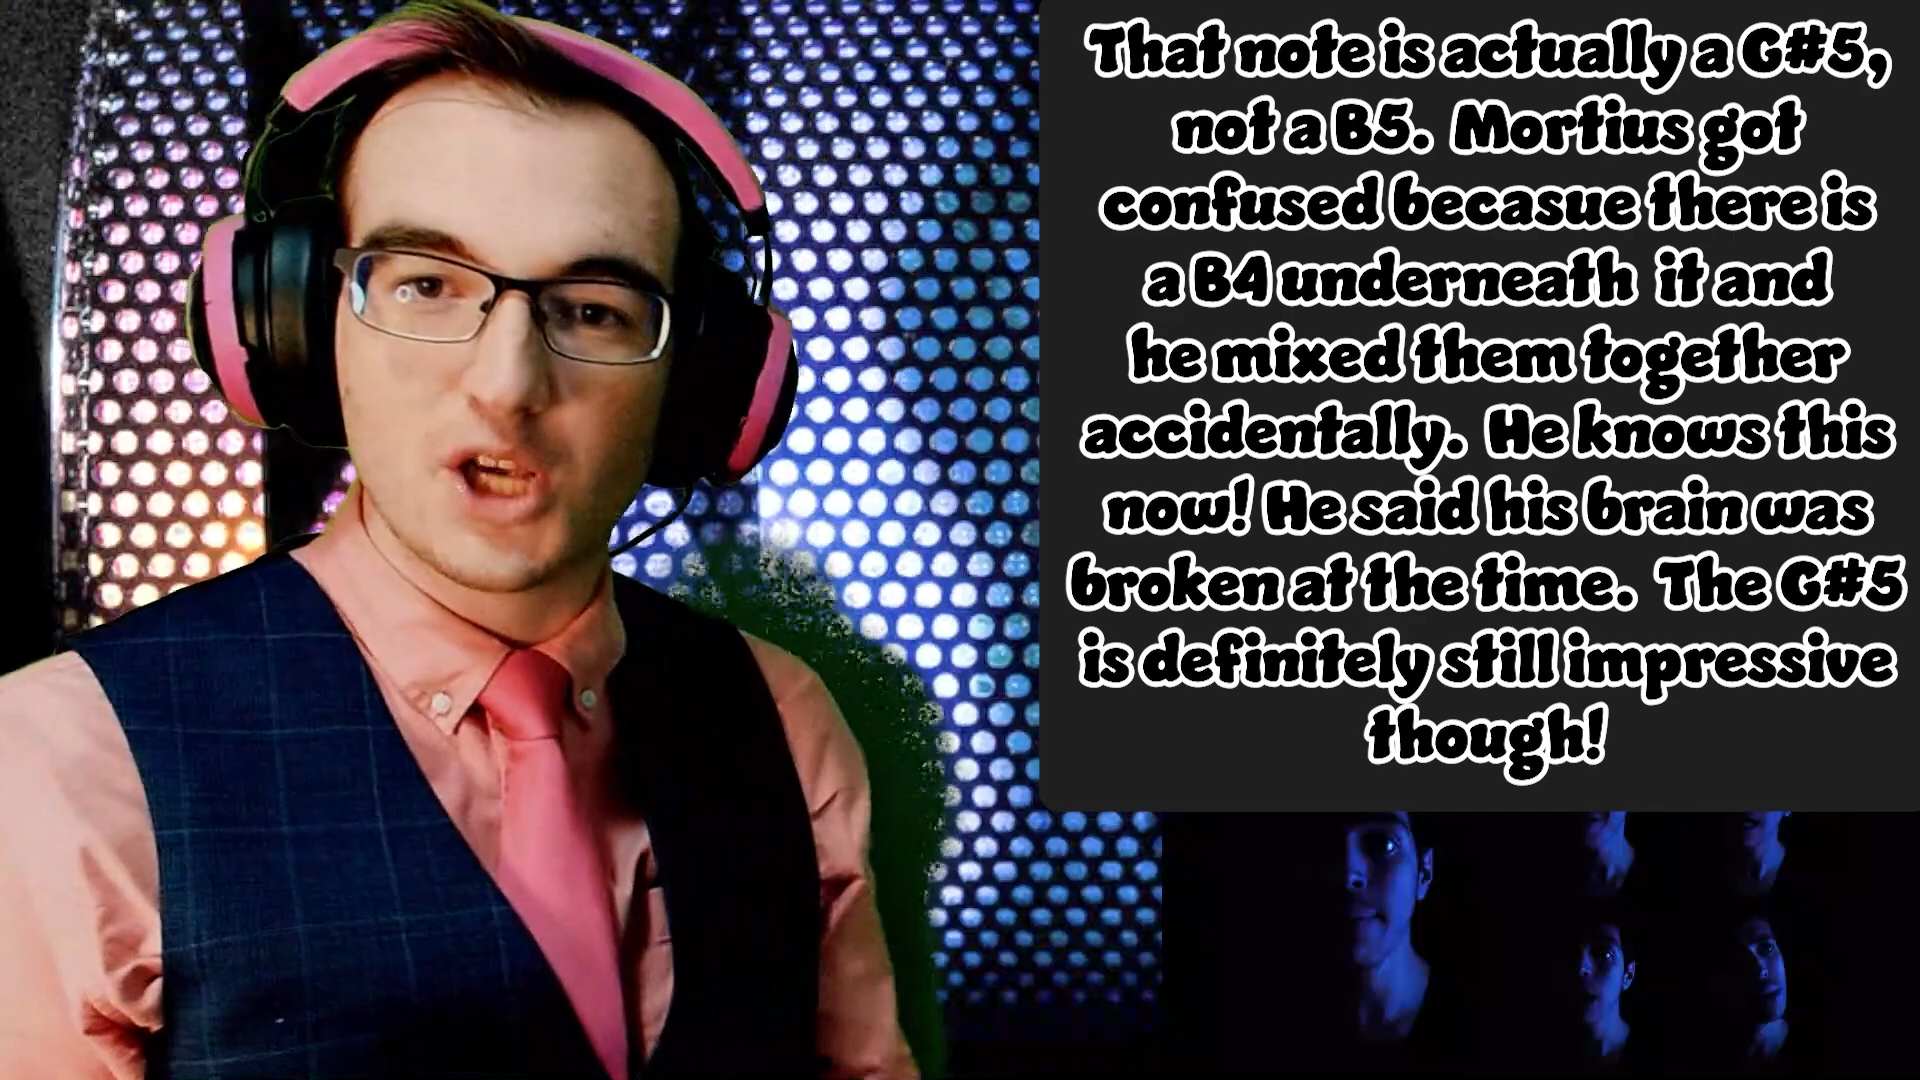 That note is actually a G#5,
not a B5. Mortius got
confused becasue there is
a B4 underneath it and
he mixed them together
accidentally. He knows this
now! He said his brain was
broken at the time. The G#5
is definitely still impressive
though!